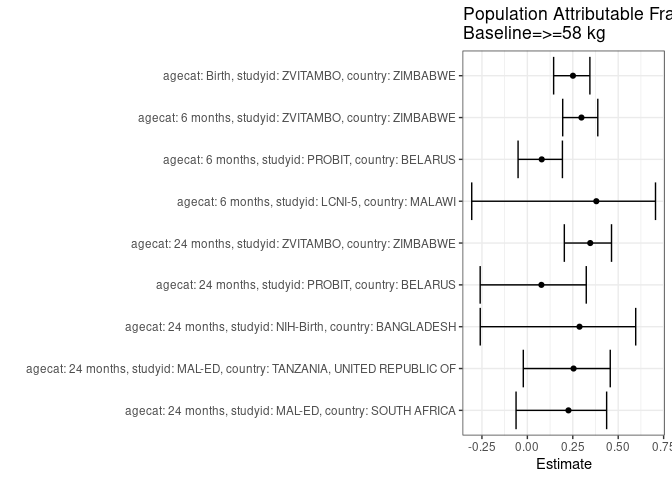 Population Attributable Fra
Baseline=>=58 kg
agecat: Birth, studyid: ZVITAMBO, country: ZIMBABWE
agecat: 6 months, studyid: ZVITAMBO, country: ZIMBABWE
agecat: 6 months, studyid: PROBIT, country: BELARUS
agecat: 6 months, studyid: LCNI-5, country: MALAWI
agecat: 24 months, studyid: ZVITAMBO, country: ZIMBABWE
agecat: 24 months, studyid: PROBIT, country: BELARUS
agecat: 24 months, studyid: NIH-Birth, country: BANGLADESH
agecat: 24 months, studyid: MAL-ED, country: TANZANIA, UNITED REPUBLIC OF
agecat: 24 months, studyid: MAL-ED, country: SOUTH AFRICA
-0.25 0.00 0.25 0.50 0.75
Estimate